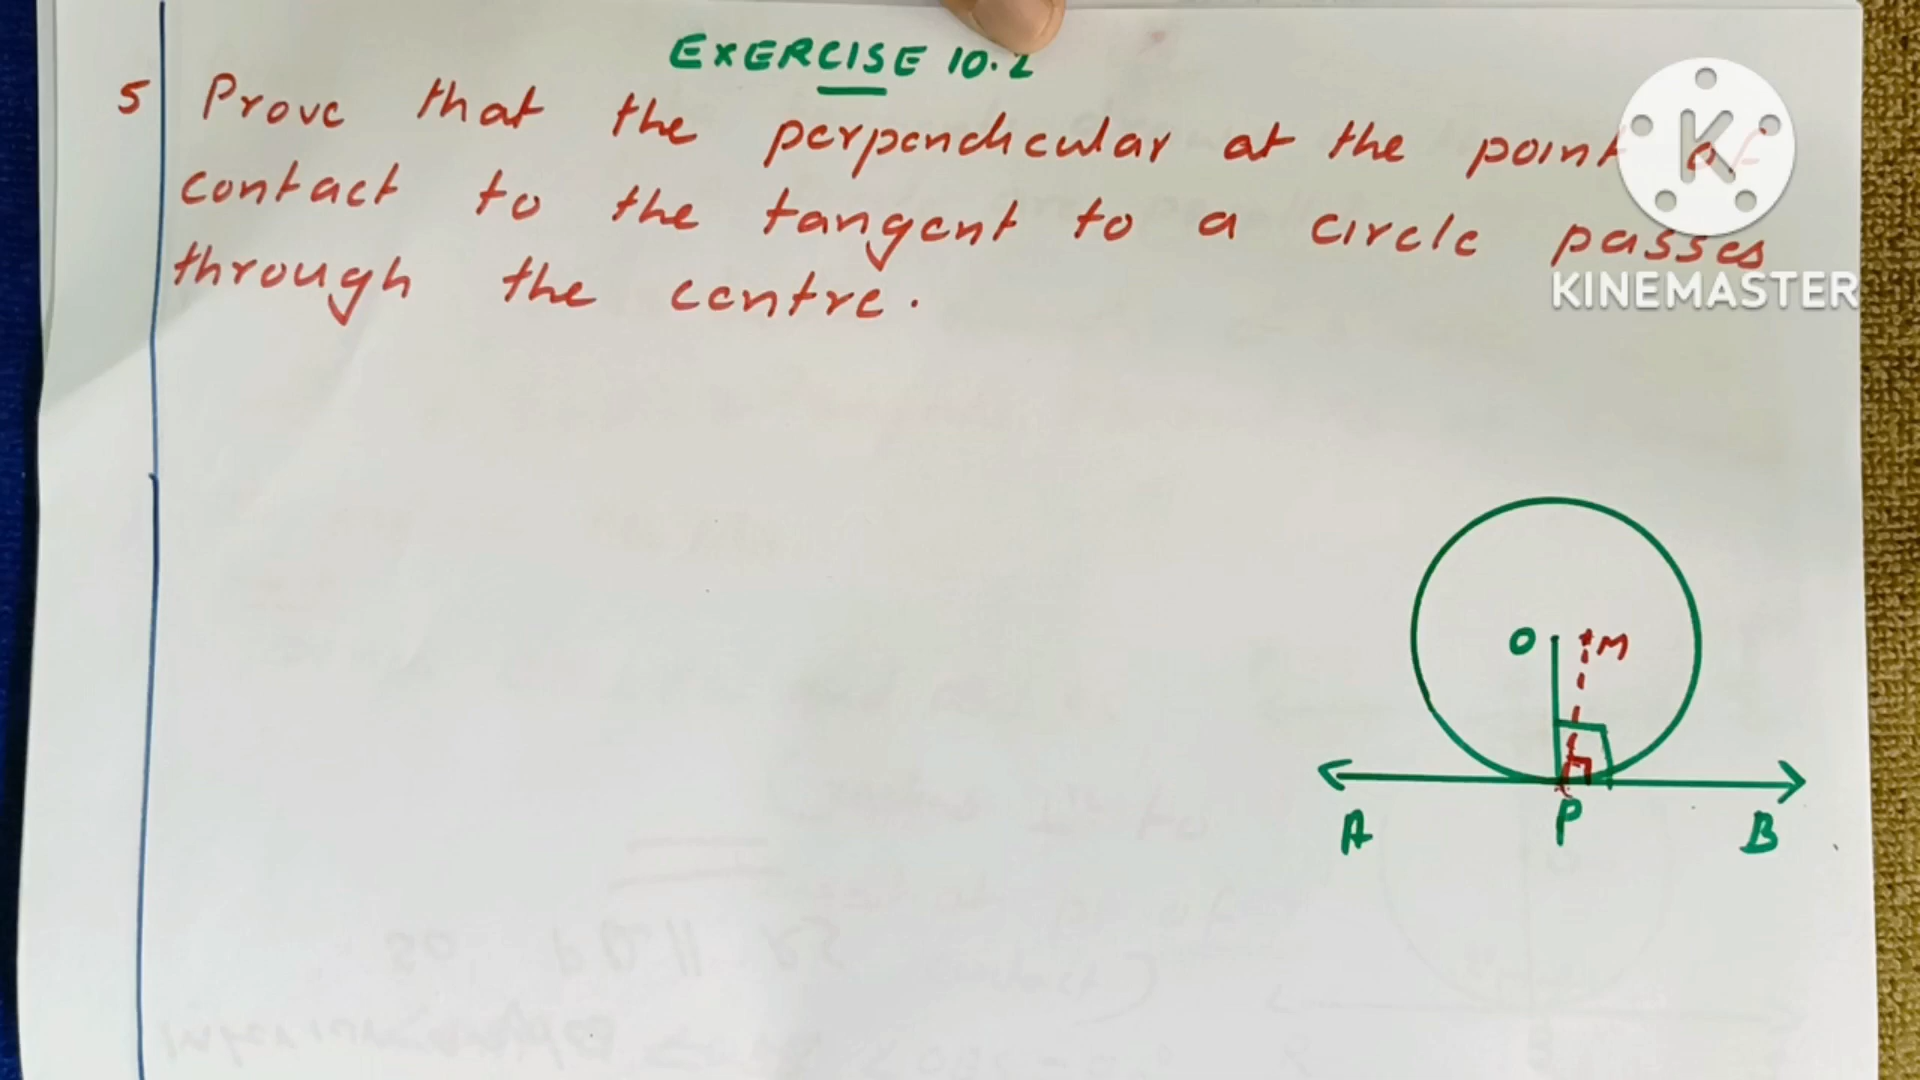 EXERCISE 10.2
5 Prove that the perpendicular at the point of
contact to the tangent to a circle passes
through the centre.
K
KINEMASTER
O M
A P B